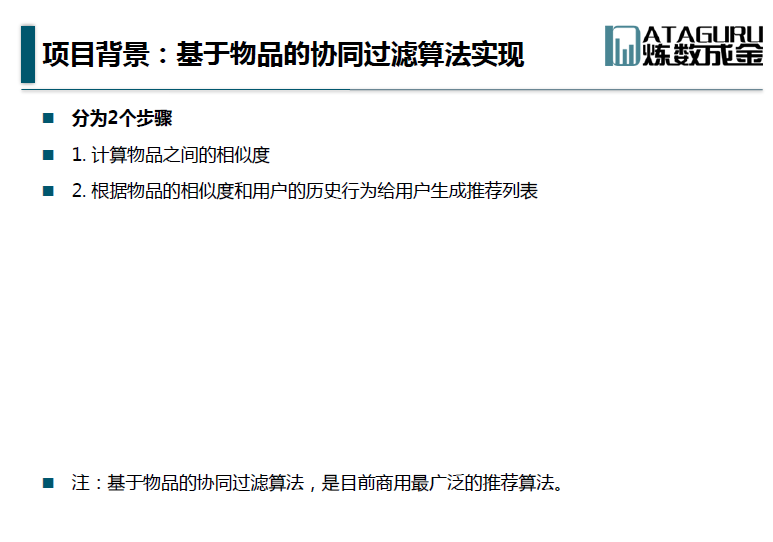 项目背景：基于物品的协同过滤算法实现
DATAGURU
炼数成金
分为2个步骤
1. 计算物品之间的相似度
2. 根据物品的相似度和用户的历史行为给用户生成推荐列表
注：基于物品的协同过滤算法，是目前商用最广泛的推荐算法。